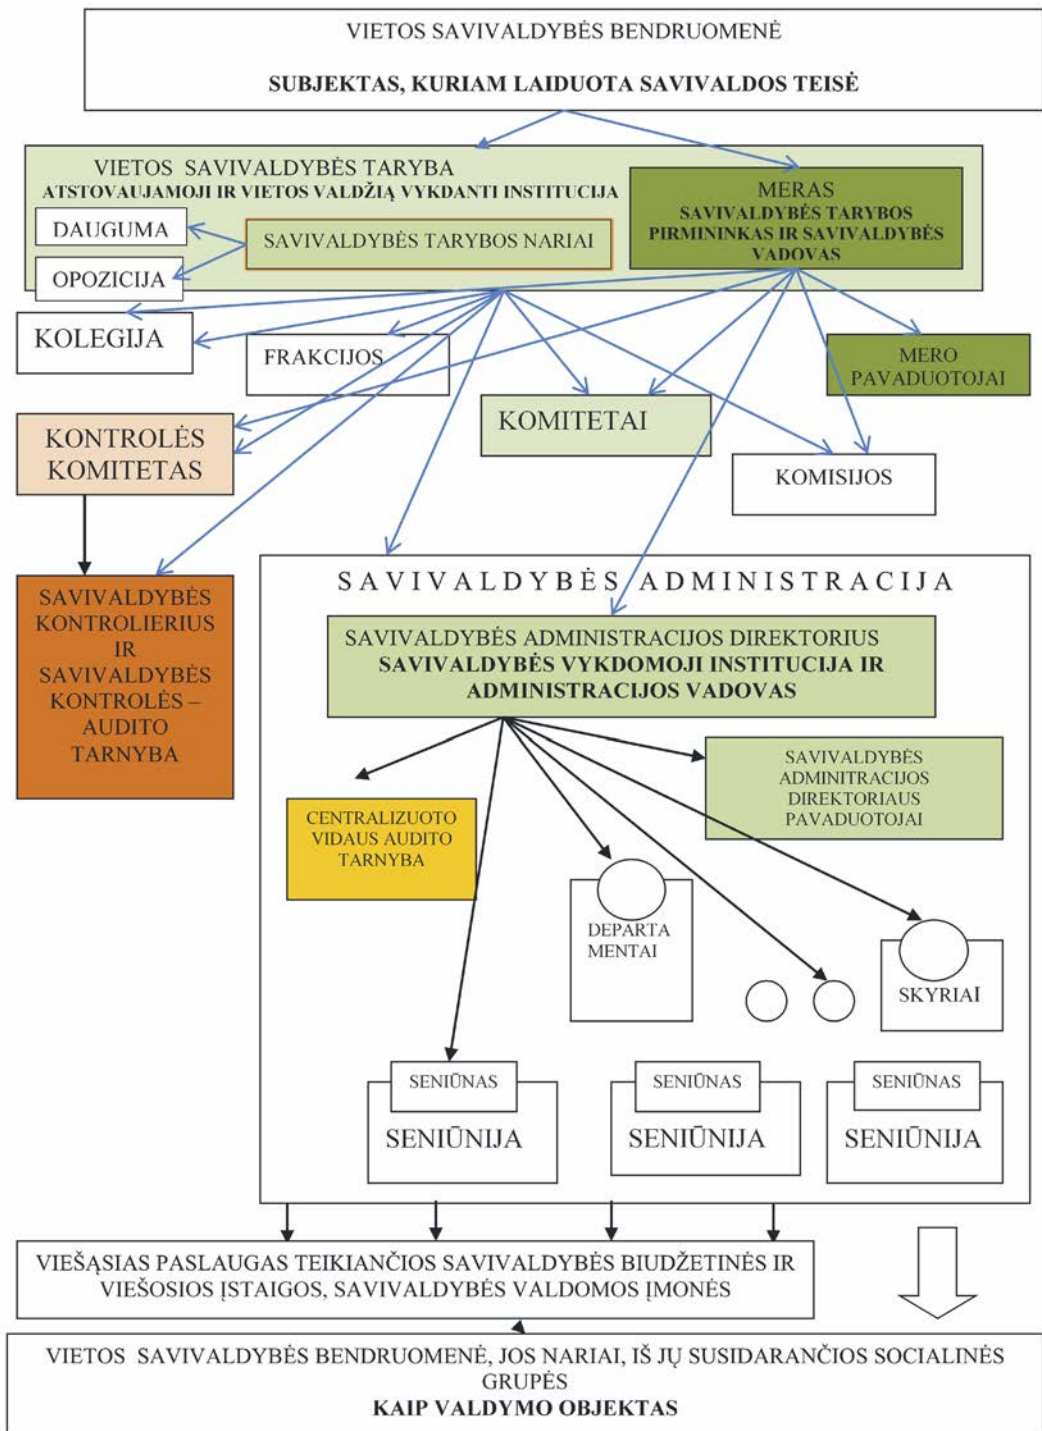 VIETOS SAVIVALDYBĖS BENDRUOMENĖ
SUBJEKTAS, KURIAM LAIDUOTA SAVIVALDOS TEISĖ
VIETOS SAVIVALDYBĖS TARYBA
ATSTOVAUJAMOJI IR VIETOS VALDŽIĄ VYKDANTI INSTITUCIJA
DAUGUMA
OPOZICIJA
SAVIVALDYBĖS TARYBOS NARIAI
MERAS
SAVIVALDYBĖS TARYBOS
PIRMININKAS IR SAVIVALDYBĖS
VADOVAS
KOLEGIJA
FRAKCIJOS
MERO
PAVADUOTOJAI
KOMITETAI
KONTROLĖS
KOMITETAS
KOMISIJOS
SAVIVALDYBĖS
KONTROLIERIUS
IR
SAVIVALDYBĖS
KONTROLĖS –
AUDITO
TARNYBA
SAVIVALDYBĖS ADMINISTRACIJA
SAVIVALDYBĖS ADMINISTRACIJOS DIREKTORIUS
SAVIVALDYBĖS VYKDOMOJI INSTITUCIJA IR
ADMINISTRACIJOS VADOVAS
SAVIVALDYBĖS
ADMINITRACIJOS
DIREKTORIAUS
PAVADUOTOJAI
CENTRALIZUOTO
VIDAUS AUDITO
TARNYBA
DEPARTA
MENTAI
SKYRIAI
SENIŪNAS
SENIŪNIJA
SENIŪNAS
SENIŪNIJA
SENIŪNAS
SENIŪNIJA
VIEŠĄSIAS PASLAUGAS TEIKIANČIOS SAVIVALDYBĖS BIUDŽETINĖS IR
VIEŠOSIOS ĮSTAIGOS, SAVIVALDYBĖS VALDOMOS ĮMONĖS
VIETOS SAVIVALDYBĖS BENDRUOMENĖ, JOS NARIAI, IŠ JŲ SUSIDARANČIOS SOCIALINĖS
GRUPĖS
KAIP VALDYMO OBJEKTAS